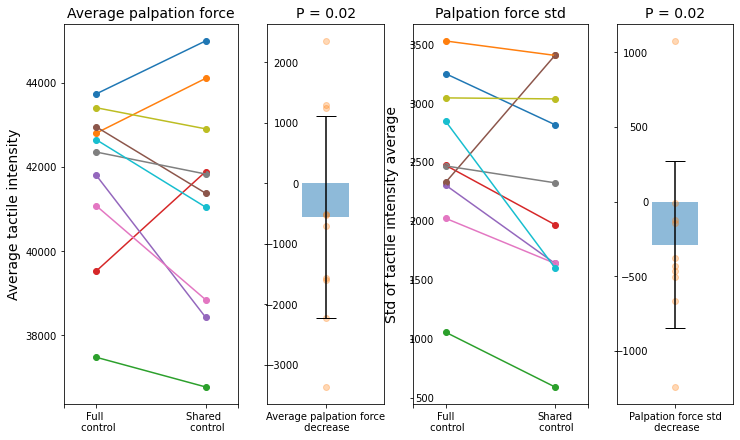 Average palpation force
P = 0.02
Palpation force std
P = 0.02
Average tactile intensity
44000
42000
40000
38000
Full
control
Shared
control
2000
1000
0
−1000
−2000
−3000
Average palpation force
decrease
Std of tactile intensity average
3500
3000
2500
2000
1500
1000
500
Full
control
Shared
control
1000
500
0
−500
−1000
Palpation force std
decrease